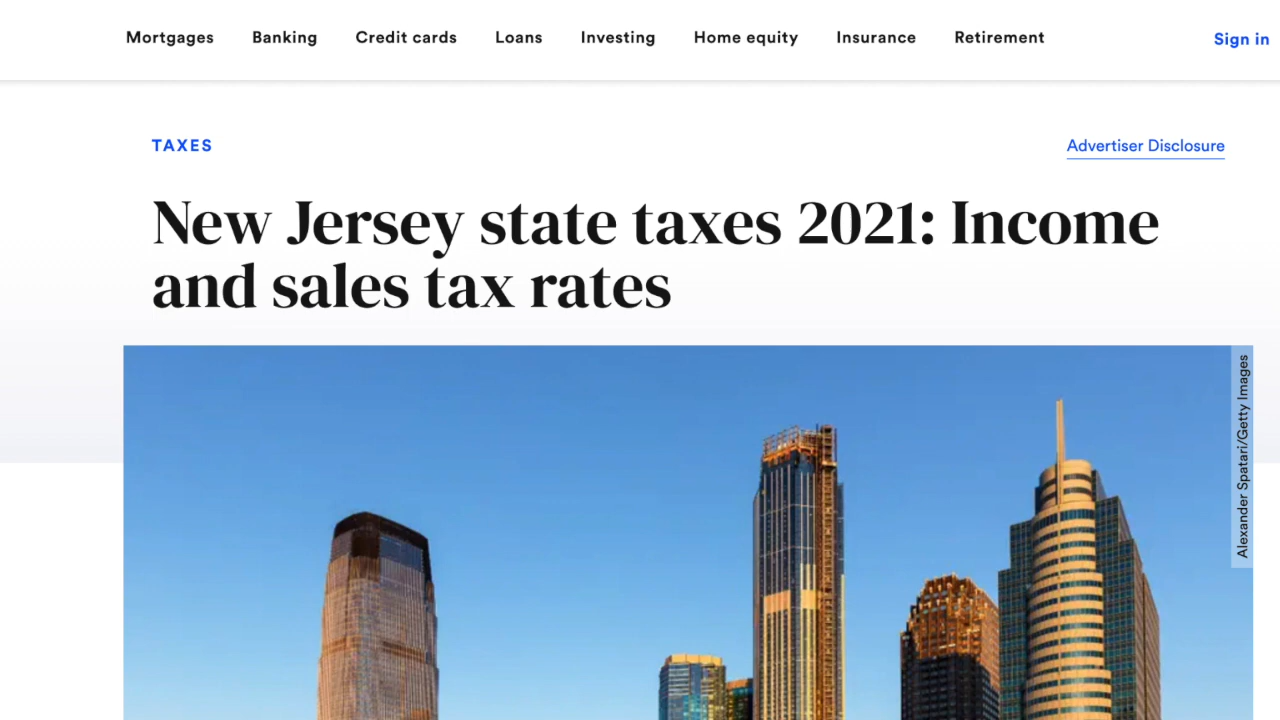 Mortgages Banking Credit cards Loans Investing Home equity Insurance Retirement Sign in
TAXES Advertiser Disclosure
New Jersey state taxes 2021: Income
and sales tax rates
Alexander Spatari/Getty Images